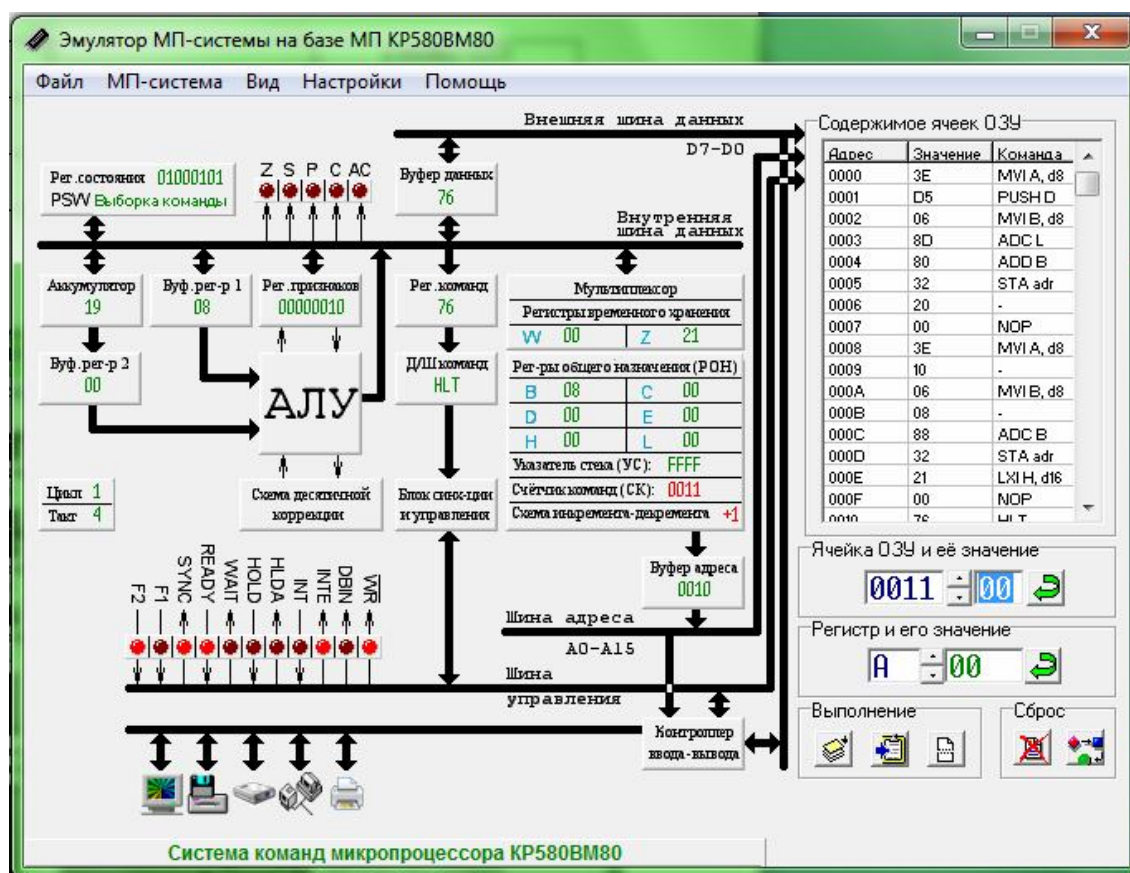 Эмулятор МП-системы на базе МП КР580ВМ80
Файл МП-система Вид Настройки Помощь
Внешняя шина данных
D7-D0
Рег.состояния 01000101
PSW Выборка команды
Z S P C AC
Буфер данных
76
Внутренняя
шина данных
Аккумулятор
19
Буф.рег-р 1
08
Рег.признаков
00000010
Рег.команд
76
Мультиплексор
Регистры временного хранения
W 00 Z 21
Буф.рег-р 2
00
АЛУ
Д/Ш команд
HLT
Рег-ры общего назначения (РОН)
B 08 C 00
D 00 E 00
H 00 L 00
Указатель стека (УС): FFFF
Счётчик команд (СК): 0011
Схема инкремента-декремента +1
Цикл 1
Такт 4
Схема десятичной
коррекции
Блок синх-ции
и управления
Буфер адреса
0010
F2 F1 SYNC READY WAIT HOLD HLDA INT INTE DBIN WR
Шина адреса
A0-A15
Шина
управления
Контроллер
ввода-вывода
Содержимое ячеек ОЗУ
Адрес Значение Команда
0000 3E MVI A, d8
0001 D5 PUSH D
0002 06 MVI B, d8
0003 8D ADC L
0004 80 ADD B
0005 32 STA adr
0006 20 -
0007 00 NOP
0008 3E MVI A, d8
0009 10 -
000A 06 MVI B, d8
000B 08 -
000C 88 ADC B
000D 32 STA adr
000E 21 LXI H, d16
000F 00 NOP
0010 76 HLT
Ячейка ОЗУ и её значение
0011 00
Регистр и его значение
A 00
Выполнение
Сброс
Система команд микропроцессора КР580ВМ80